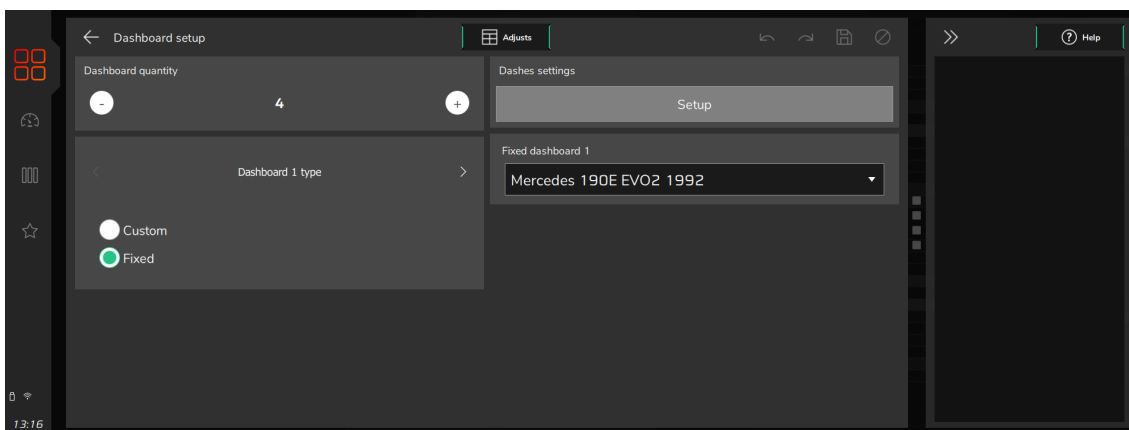 Dashboard setup
Adjusts
Help
Dashboard quantity
-
4
+
Dashes settings
Setup
Dashboard 1 type
Custom
Fixed
Fixed dashboard 1
Mercedes 190E EVO2 1992
13:16